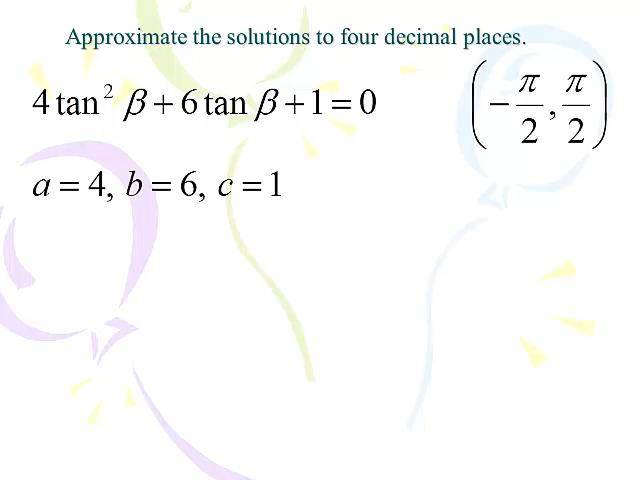 Approximate the solutions to four decimal places.
4 tan² β + 6 tan β + 1 = 0 (−π/2, π/2)
a = 4, b = 6, c = 1